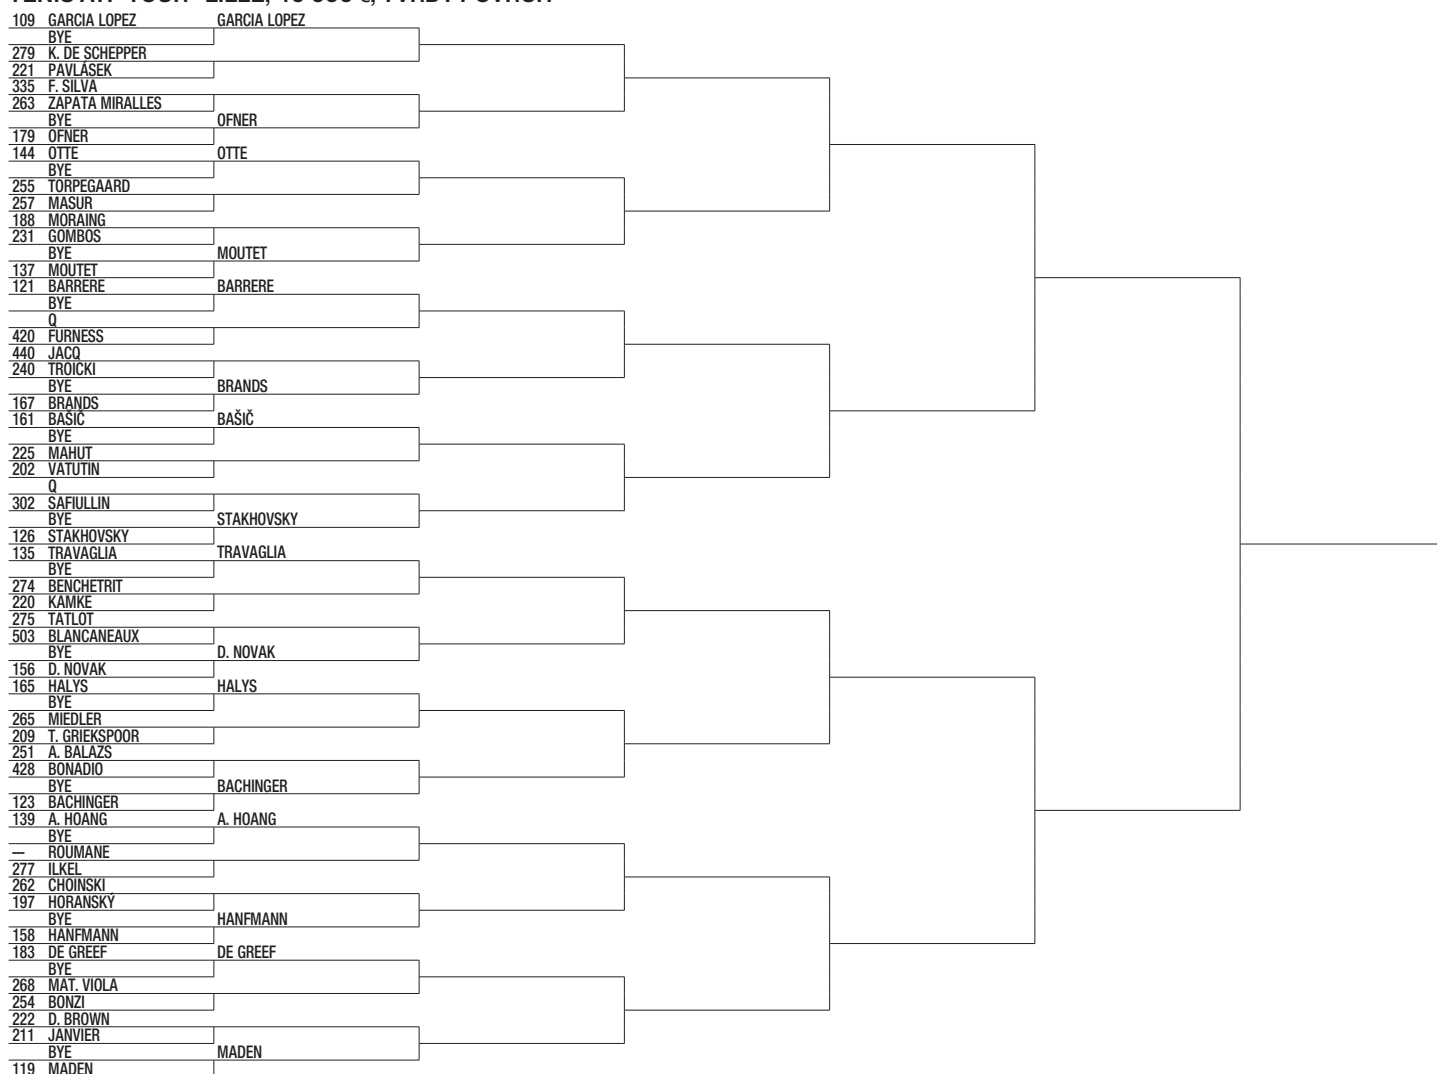 109 GARCIA LOPEZ GARCIA LOPEZ
BYE
279 K. DE SCHEPPER
221 PAVLÁSEK
335 F. SILVA
263 ZAPATA MIRALLES
BYE OFNER
179 OFNER
144 OTTE OTTE
BYE
255 TORPEGAARD
257 MASUR
188 MORAING
231 GOMBOS
BYE MOUTET
137 MOUTET
121 BARRERE BARRERE
BYE
Q
420 FURNESS
440 JACQ
240 TROICKI
BYE BRANDS
167 BRANDS
161 BAŠIČ BAŠIČ
BYE
225 MAHUT
202 VATUTIN
Q
302 SAFIULLIN
BYE STAKHOVSKY
126 STAKHOVSKY
135 TRAVAGLIA TRAVAGLIA
BYE
274 BENCHETRIT
220 KAMKE
275 TATLOT
503 BLANCANEAUX
BYE D. NOVAK
156 D. NOVAK
165 HALYS HALYS
BYE
265 MIEDLER
209 T. GRIEKSPOOR
251 A. BALAZS
428 BONADIO
BYE BACHINGER
123 BACHINGER
139 A. HOANG A. HOANG
BYE
— ROUMANE
277 ILKEL
262 CHOINSKI
197 HORANSKÝ
BYE HANFMANN
158 HANFMANN
183 DE GREEF DE GREEF
BYE
268 MAT. VIOLA
254 BONZI
222 D. BROWN
211 JANVIER
BYE MADEN
119 MADEN